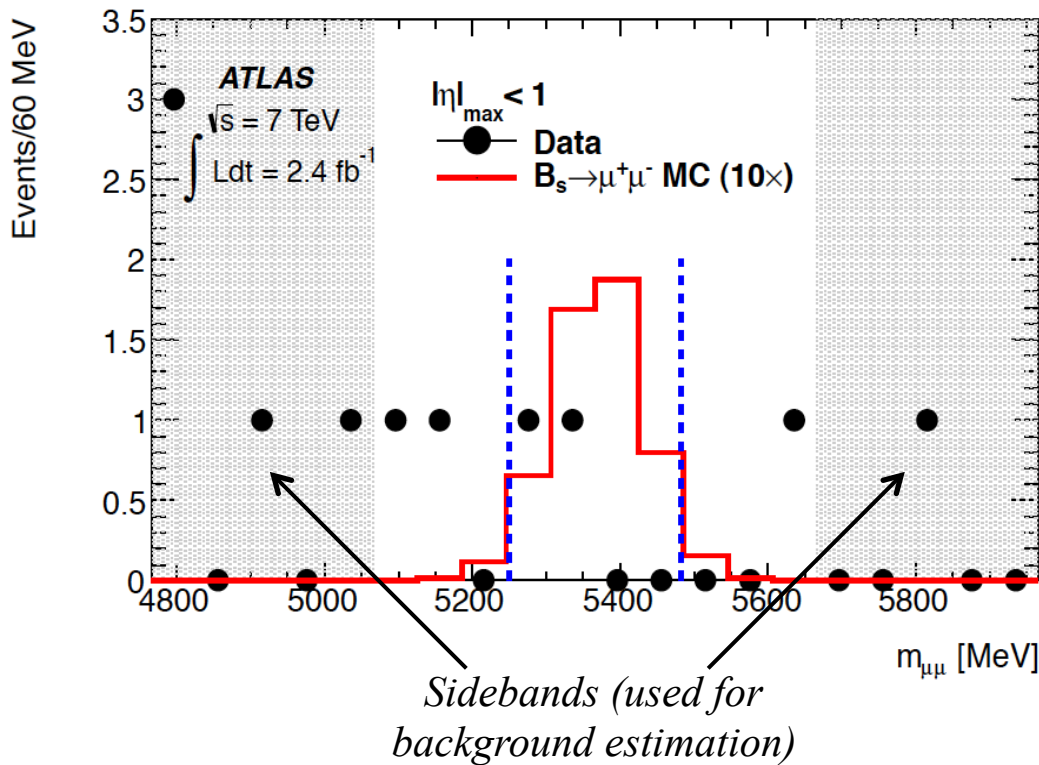 Events/60 MeV
3.5
3
2.5
2
1.5
1
0.5
0
ATLAS
√s = 7 TeV
∫ Ldt = 2.4 fb⁻¹
|η|max < 1
Data
Bs→μ⁺μ⁻ MC (10×)
4800 5000 5200 5400 5600 5800
mμμ [MeV]
Sidebands (used for
background estimation)